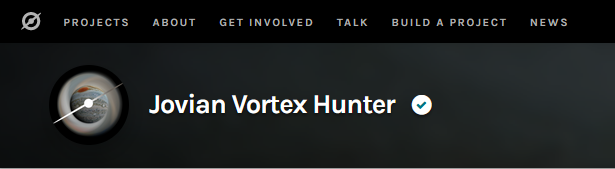 PROJECTS ABOUT GET INVOLVED TALK BUILD A PROJECT NEWS
Jovian Vortex Hunter